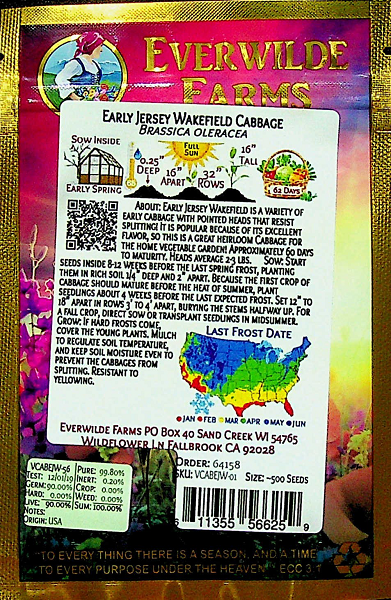 EVERWILDE
FARMS
EARLY JERSEY WAKEFIELD CABBAGE
BRASSICA OLERACEA
SOW INSIDE
EARLY SPRING
65
0.25"
DEEP
FULL
SUN
16"
APART
32"
ROWS
16"
TALL
62 DAYS
ABOUT: EARLY JERSEY WAKEFIELD IS A VARIETY OF
EARLY CABBAGE WITH POINTED HEADS THAT RESIST
SPLITTING! IT IS POPULAR BECAUSE OF ITS EXCELLENT
FLAVOR, SO THIS IS A GREAT HEIRLOOM CABBAGE FOR
THE HOME VEGETABLE GARDEN! APPROXIMATELY 60 DAYS
TO MATURITY. HEADS AVERAGE 2-3 LBS. SOW: START
SEEDS INSIDE 8-12 WEEKS BEFORE THE LAST SPRING FROST, PLANTING
THEM IN RICH SOIL 1/4" DEEP AND 2" APART. BECAUSE THE FIRST CROP OF
CABBAGE SHOULD MATURE BEFORE THE HEAT OF SUMMER, PLANT
SEEDLINGS ABOUT 4 WEEKS BEFORE THE LAST EXPECTED FROST. SET 12" TO
18" APART IN ROWS 3' TO 4' APART, BURYING THE STEMS HALFWAY UP. FOR
A FALL CROP, DIRECT SOW OR TRANSPLANT SEEDLINGS IN MIDSUMMER.
GROW: IF HARD FROSTS COME,
COVER THE YOUNG PLANTS. MULCH
TO REGULATE SOIL TEMPERATURE,
AND KEEP SOIL MOISTURE EVEN TO
PREVENT THE CABBAGES FROM
SPLITTING. RESISTANT TO
YELLOWING.
LAST FROST DATE
JAN FEB MAR APR MAY JUN
EVERWILDE FARMS PO BOX 40 SAND CREEK WI 54765
WILDFLOWER LN FALLBROOK CA 92028
ORDER: 64158
SKU: VCABEJW-01 SIZE: ~500 SEEDS
VCABEJW-56
TEST: 12/01/19
GERM: 90.00%
HARD: 0.00%
LIVE: 90.00%
NOTES:
ORIGIN: USA
PURE: 99.80%
INERT: 0.20%
CROP: 0.00%
WEED: 0.00%
SUM: 100.00%
6 11355 56625 9
"TO EVERY THING THERE IS A SEASON, AND A TIME
TO EVERY PURPOSE UNDER THE HEAVEN." ECC 3:1